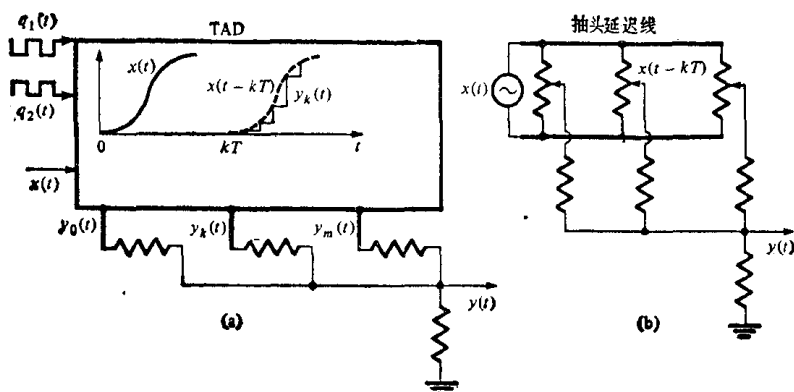 q₁(t)
q₂(t)
x(t)
TAD
x(t)
x(t − kT)
y_k(t)
0
kT
t
y₀(t)
y_k(t)
y_m(t)
y(t)
(a)
抽头延迟线
x(t)
x(t − kT)
y(t)
(b)